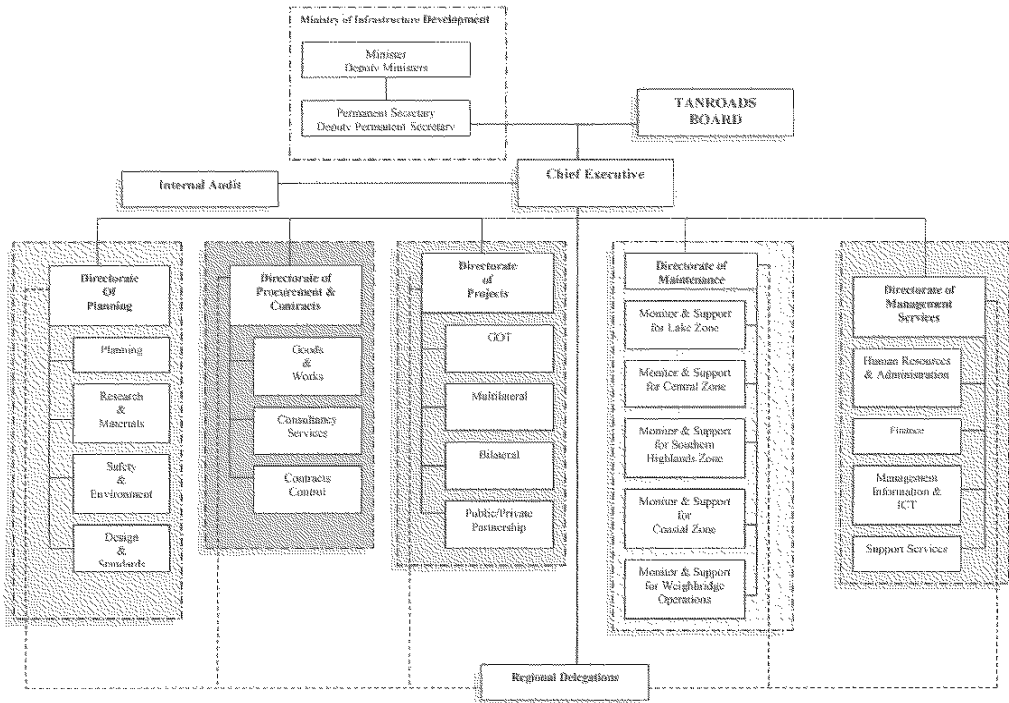 Ministry of Infrastructure Development
Minister
Deputy Ministers
Permanent Secretary
Deputy Permanent Secretary
TANROADS
BOARD
Chief Executive
Internal Audit
Directorate
Of
Planning
Planning
Research
&
Materials
Safety
&
Environment
Design
&
Standards
Directorate of
Procurement &
Contracts
Goods
&
Works
Consultancy
Services
Contracts
Control
Directorate
of
Projects
GOT
Multilateral
Bilateral
Public/Private
Partnership
Directorate of
Maintenance
Monitor & Support
for Lake Zone
Monitor & Support
for Central Zone
Monitor & Support
for Southern
Highlands Zone
Monitor & Support
for
Coastal Zone
Monitor & Support
for Weighbridge
Operations
Directorate of
Management
Services
Human Resources
& Administration
Finance
Management
Information &
ICT
Support Services
Regional Delegations